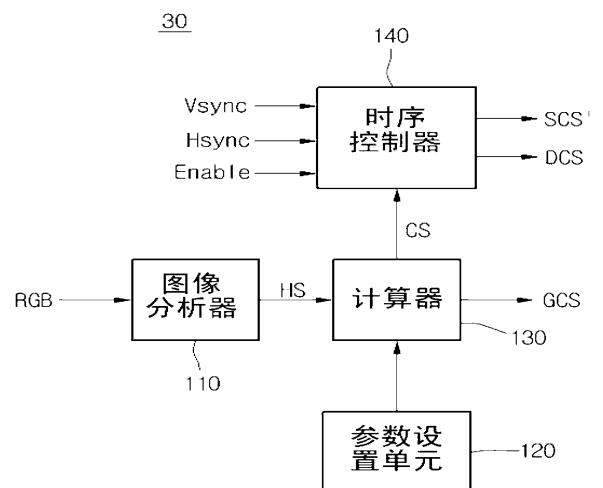 30
140
Vsync
Hsync
Enable
时序
控制器
SCS'
DCS
CS
RGB
图像
分析器
HS
计算器
GCS
110
130
参数设
置单元
120